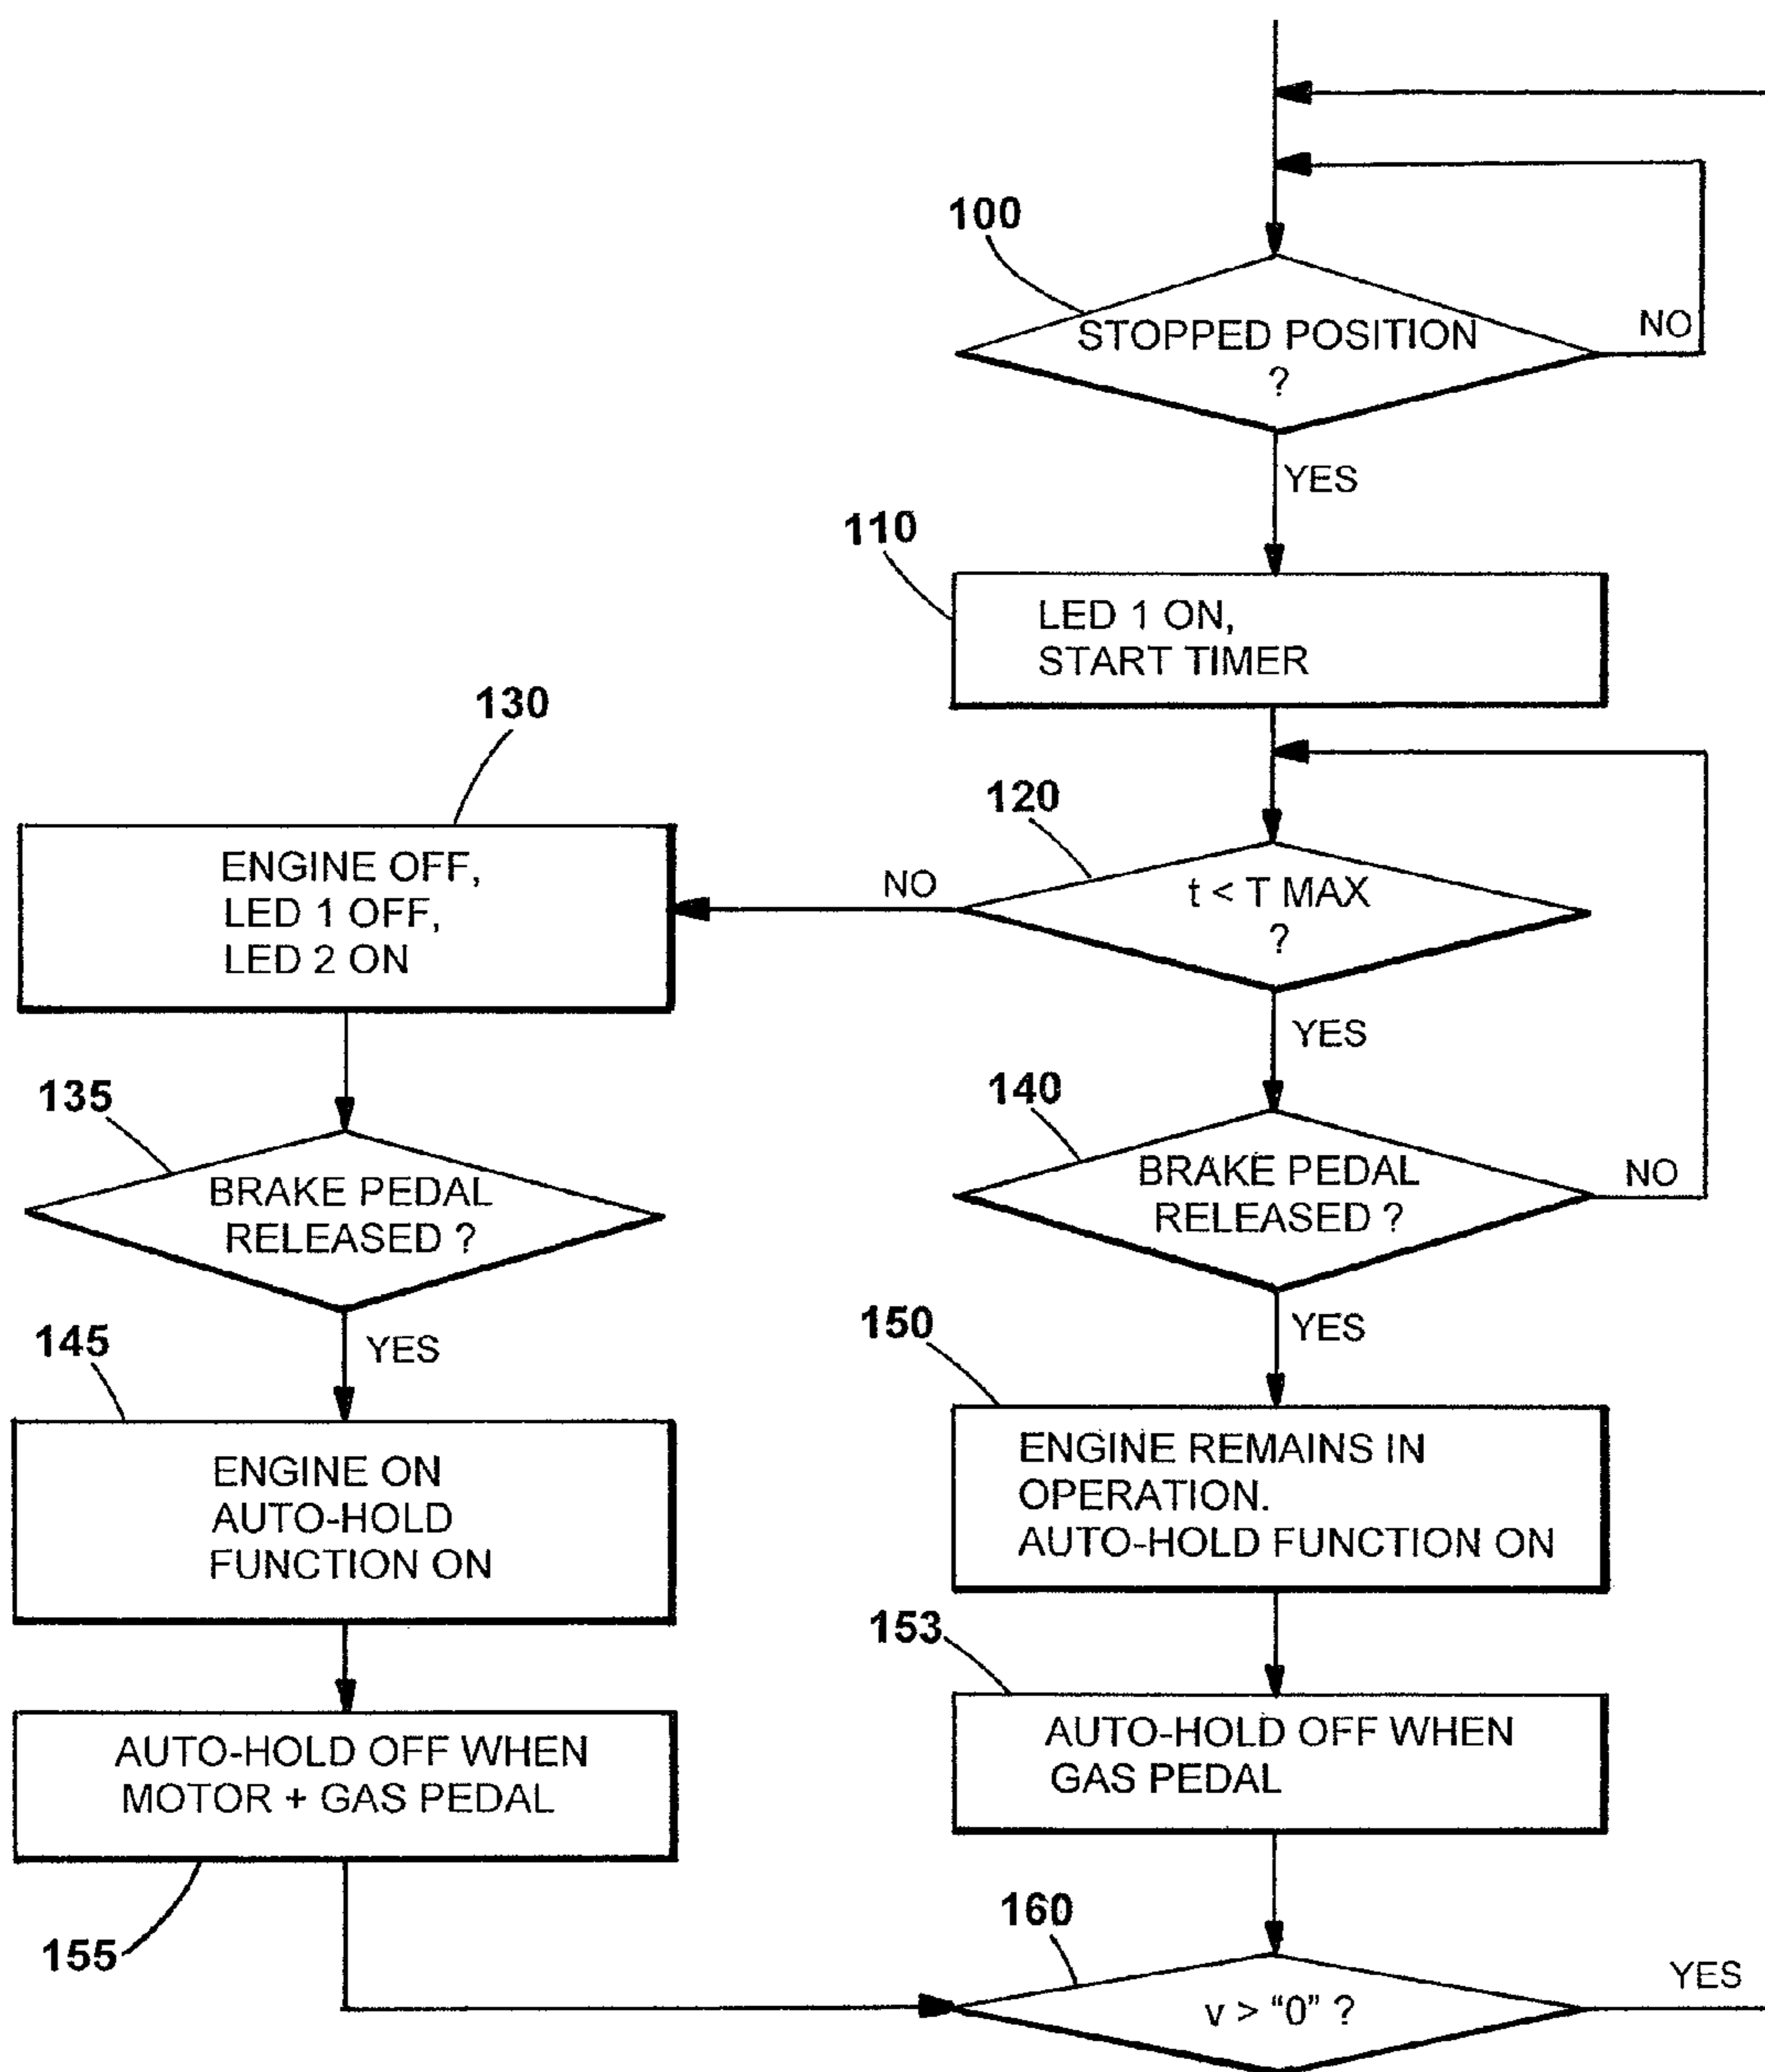 100
STOPPED POSITION
?
NO
YES
110
LED 1 ON,
START TIMER
120
t < T MAX
?
NO
YES
130
ENGINE OFF,
LED 1 OFF,
LED 2 ON
135
BRAKE PEDAL
RELEASED ?
YES
140
BRAKE PEDAL
RELEASED ?
NO
YES
145
ENGINE ON
AUTO-HOLD
FUNCTION ON
150
ENGINE REMAINS IN
OPERATION.
AUTO-HOLD FUNCTION ON
153
AUTO-HOLD OFF WHEN
GAS PEDAL
AUTO-HOLD OFF WHEN
MOTOR + GAS PEDAL
155
160
v > “0” ?
YES